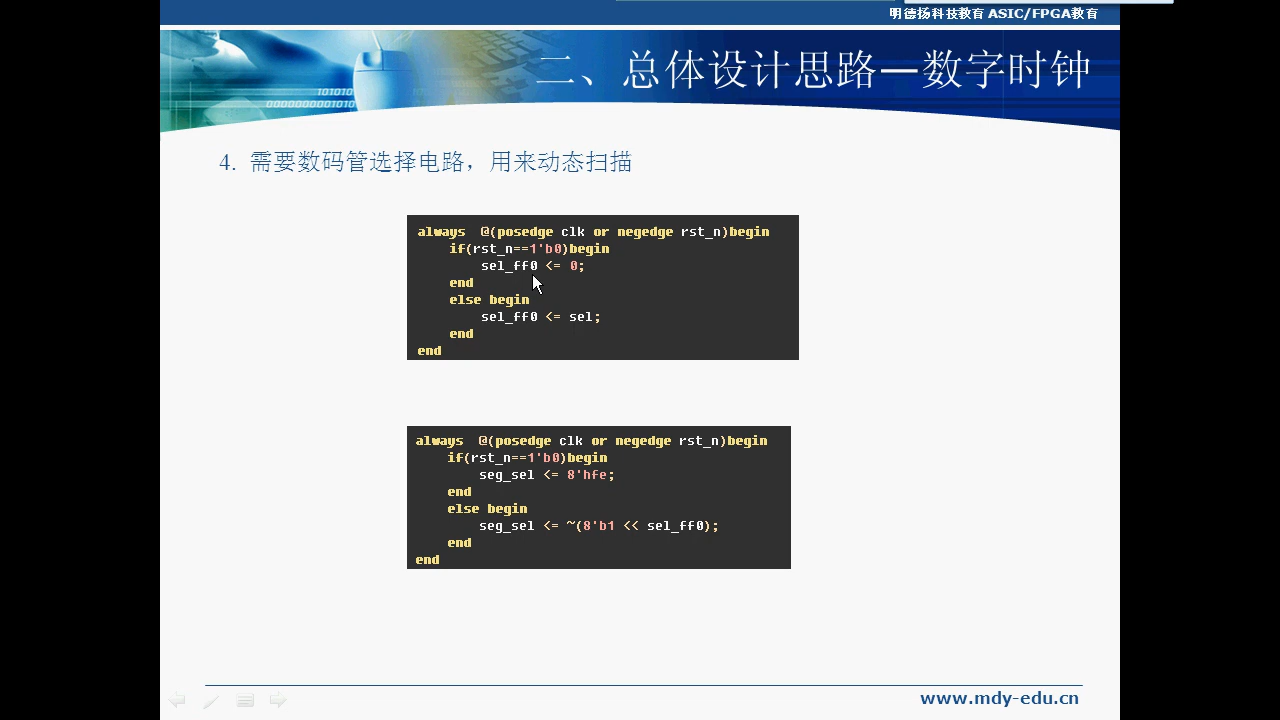 明德扬科技教育 ASIC/FPGA教育
二、总体设计思路—数字时钟
101010
0000000001010
4. 需要数码管选择电路，用来动态扫描
always  @(posedge clk or negedge rst_n)begin
    if(rst_n==1'b0)begin
        sel_ff0 <= 0;
    end
    else begin
        sel_ff0 <= sel;
    end
end
always  @(posedge clk or negedge rst_n)begin
    if(rst_n==1'b0)begin
        seg_sel <= 8'hfe;
    end
    else begin
        seg_sel <= ~(8'b1 << sel_ff0);
    end
end
www.mdy-edu.cn